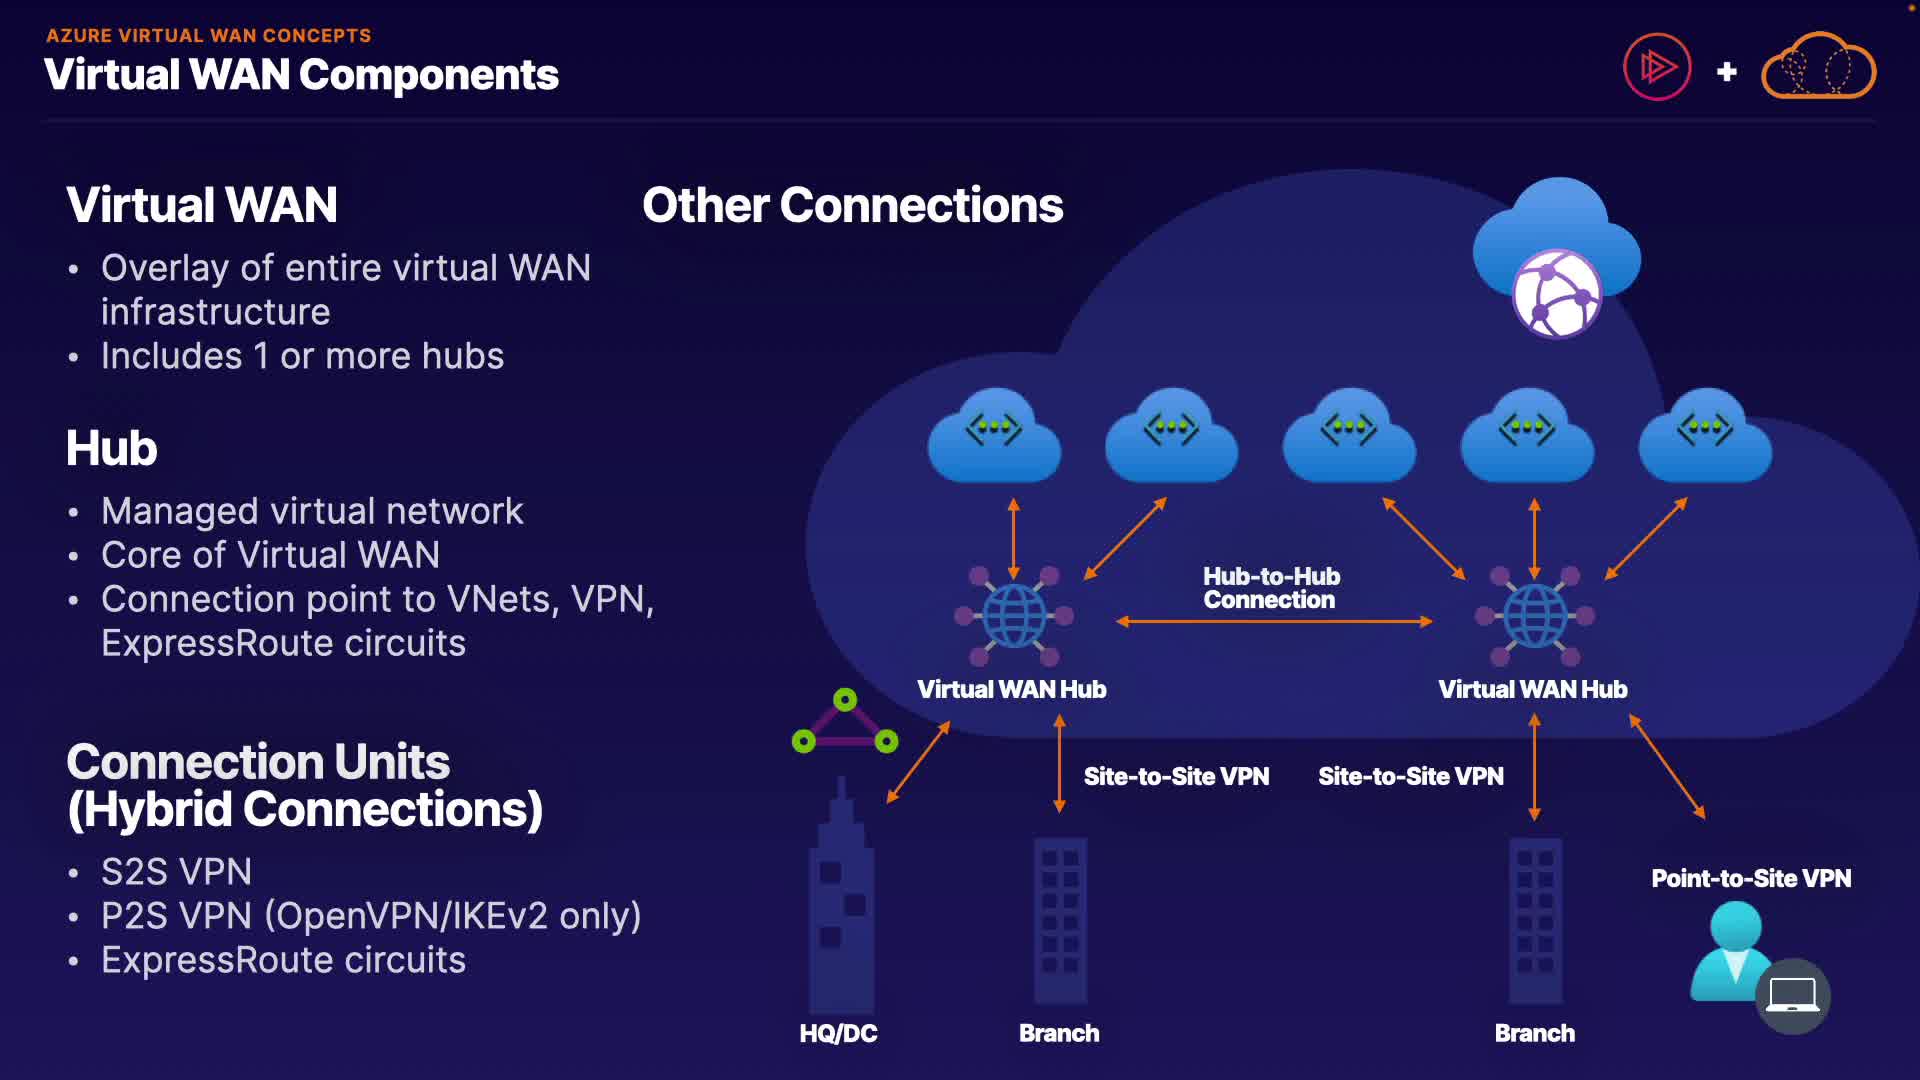 AZURE VIRTUAL WAN CONCEPTS
Virtual WAN Components
Virtual WAN
• Overlay of entire virtual WAN
infrastructure
• Includes 1 or more hubs
Hub
• Managed virtual network
• Core of Virtual WAN
• Connection point to VNets, VPN,
ExpressRoute circuits
Connection Units
(Hybrid Connections)
• S2S VPN
• P2S VPN (OpenVPN/IKEv2 only)
• ExpressRoute circuits
Other Connections
Hub-to-Hub
Connection
Virtual WAN Hub
Virtual WAN Hub
Site-to-Site VPN
Site-to-Site VPN
Point-to-Site VPN
HQ/DC
Branch
Branch